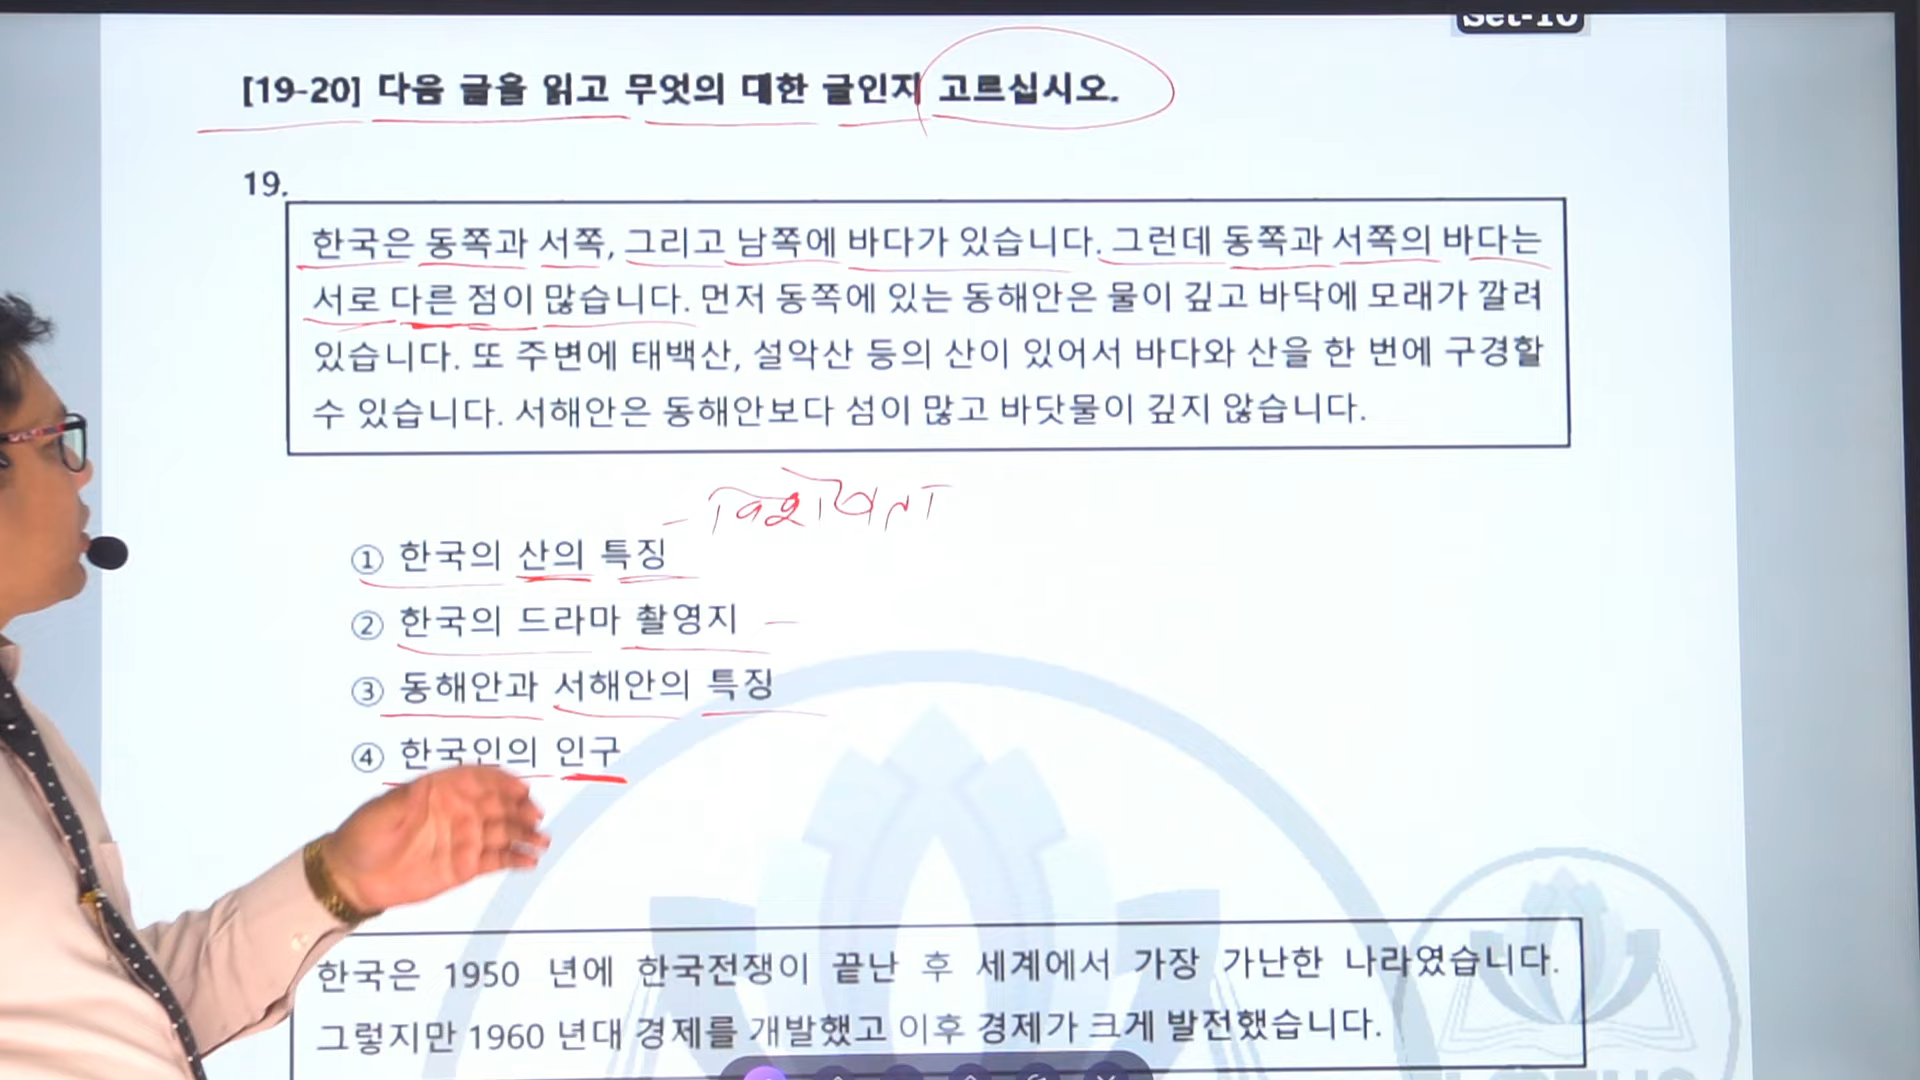 Set-10
[19-20] 다음 글을 읽고 무엇의 대한 글인지 고르십시오.
19.
한국은 동쪽과 서쪽, 그리고 남쪽에 바다가 있습니다. 그런데 동쪽과 서쪽의 바다는
서로 다른 점이 많습니다. 먼저 동쪽에 있는 동해안은 물이 깊고 바닥에 모래가 깔려
있습니다. 또 주변에 태백산, 설악산 등의 산이 있어서 바다와 산을 한 번에 구경할
수 있습니다. 서해안은 동해안보다 섬이 많고 바닷물이 깊지 않습니다.
① 한국의 산의 특징
② 한국의 드라마 촬영지
③ 동해안과 서해안의 특징
④ 한국인의 인구
한국은 1950 년에 한국전쟁이 끝난 후 세계에서 가장 가난한 나라였습니다.
그렇지만 1960 년대 경제를 개발했고 이후 경제가 크게 발전했습니다.